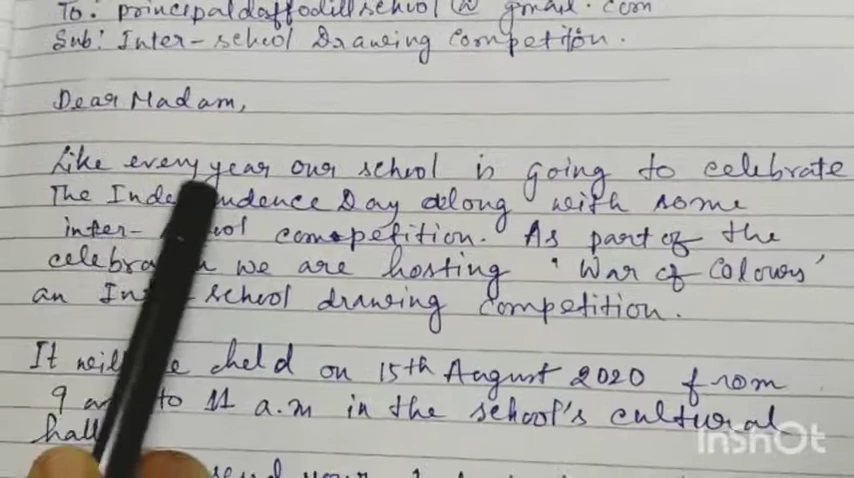 To: principaldaffodillschool@gmail.com
Sub: Inter-school Drawing Competition.
Dear Madam,
Like every year our school is going to celebrate
The Independence Day along with some
inter- competition. As part of the
we are hosting 'War of Colours'
an school drawing competition.
It held on 15th August 2020 from
9 to 11 a.m in the school's cultural
hall
send your
InShOt